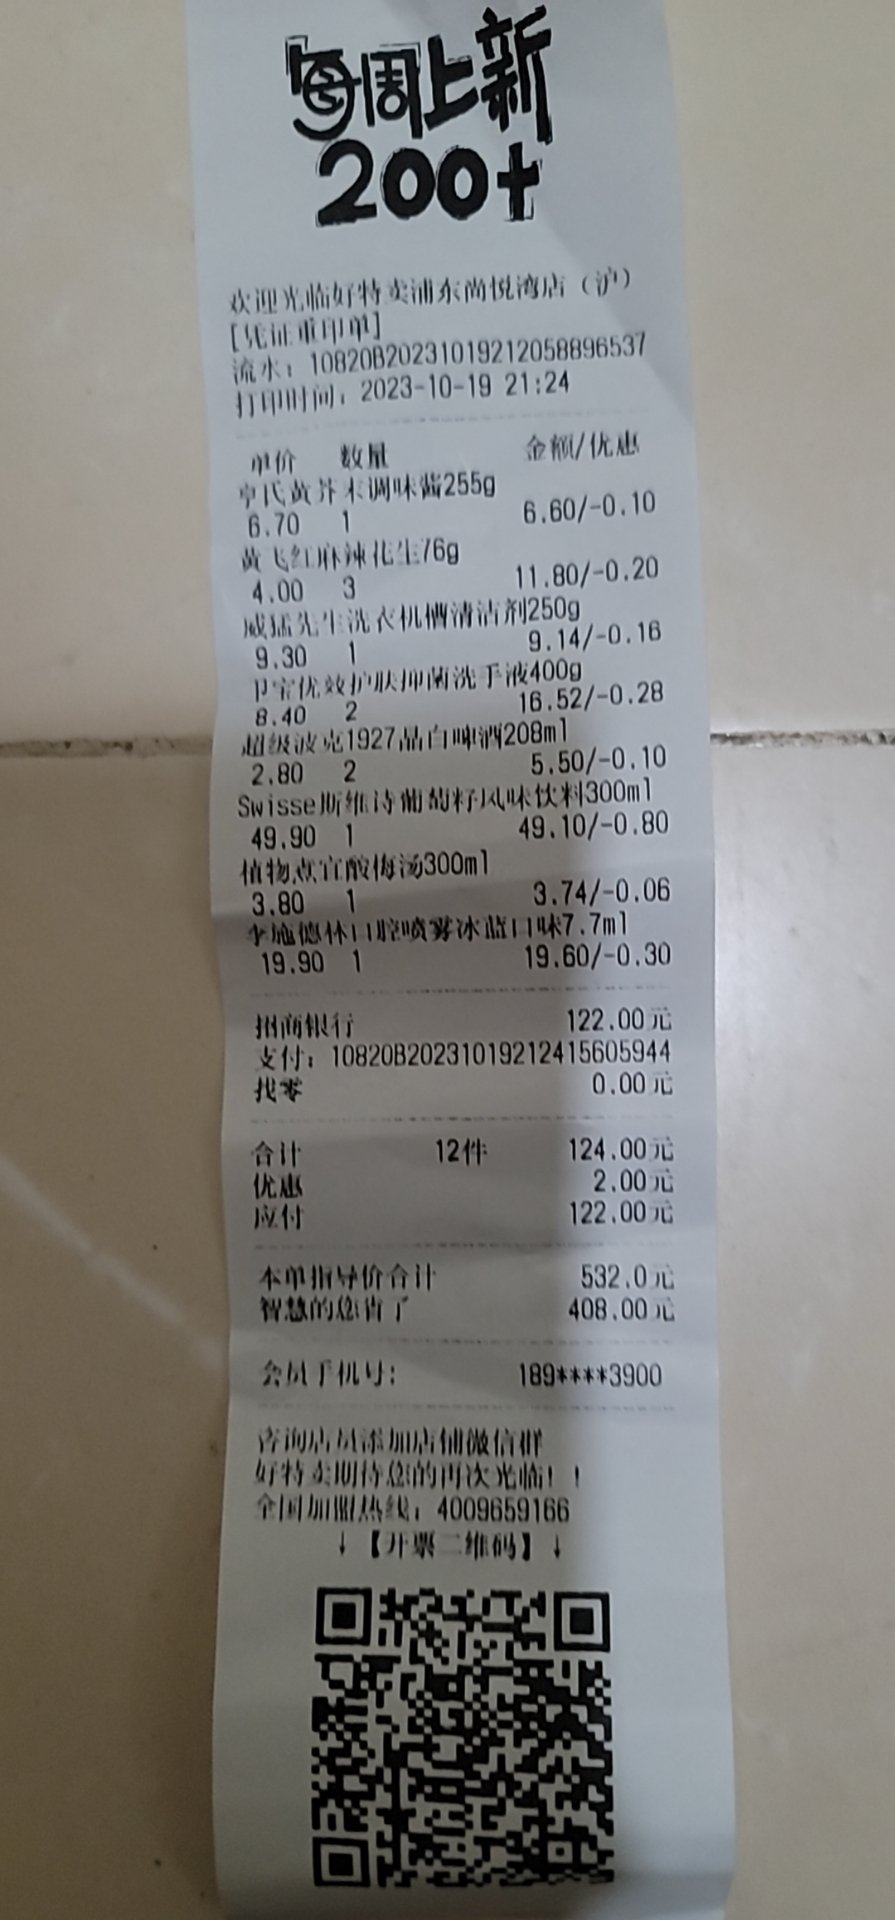 「每周上新
200+
欢迎光临好特卖浦东尚悦湾店（沪）
[凭证重印单]
流水：10820B20231019212058896537
打印时间：2023-10-19 21:24
单价 数量 金额/优惠
亨氏黄芥末调味酱255g
6.70 1 6.60/-0.10
黄飞红麻辣花生76g
4.00 3 11.80/-0.20
威猛先生洗衣机槽清洁剂250g
9.30 1 9.14/-0.16
卫宝优效护肤抑菌洗手液400g
8.40 2 16.52/-0.28
超级波克1927晶白啤酒208ml
2.80 2 5.50/-0.10
Swisse斯维诗葡萄籽风味饮料300ml
49.90 1 49.10/-0.80
植物点宜酸梅汤300ml
3.80 1 3.74/-0.06
李施德林口腔喷雾冰蓝口味7.7ml
19.90 1 19.60/-0.30
招商银行 122.00元
支付：10820B20231019212415605944
找零 0.00元
合计 12件 124.00元
优惠 2.00元
应付 122.00元
本单指导价合计 532.0元
智慧的您省了 408.00元
会员手机号： 189****3900
咨询店员添加店铺微信群
好特卖期待您的再次光临！！
全国加盟热线：4009659166
↓【开票二维码】↓